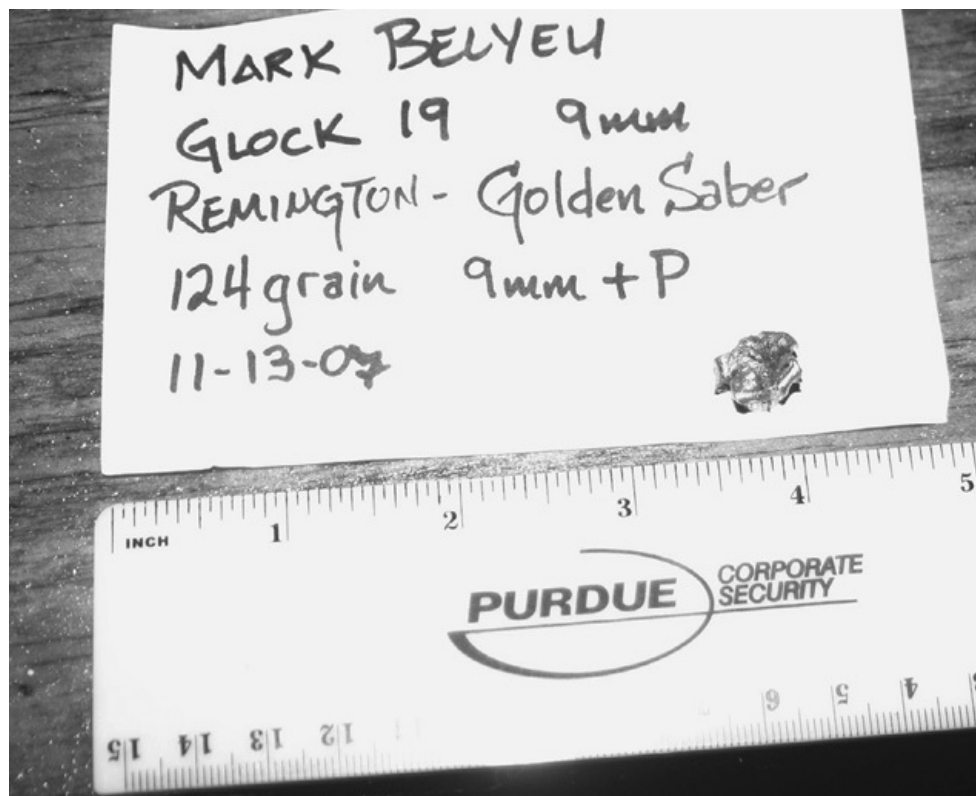 MARK BELYEU
GLOCK 19 9mm
REMINGTON - Golden Saber
124 grain 9mm + P
11-13-07
1 2 3 4 5
INCH
PURDUE CORPORATE
SECURITY
15 14 13 12 6 5 4